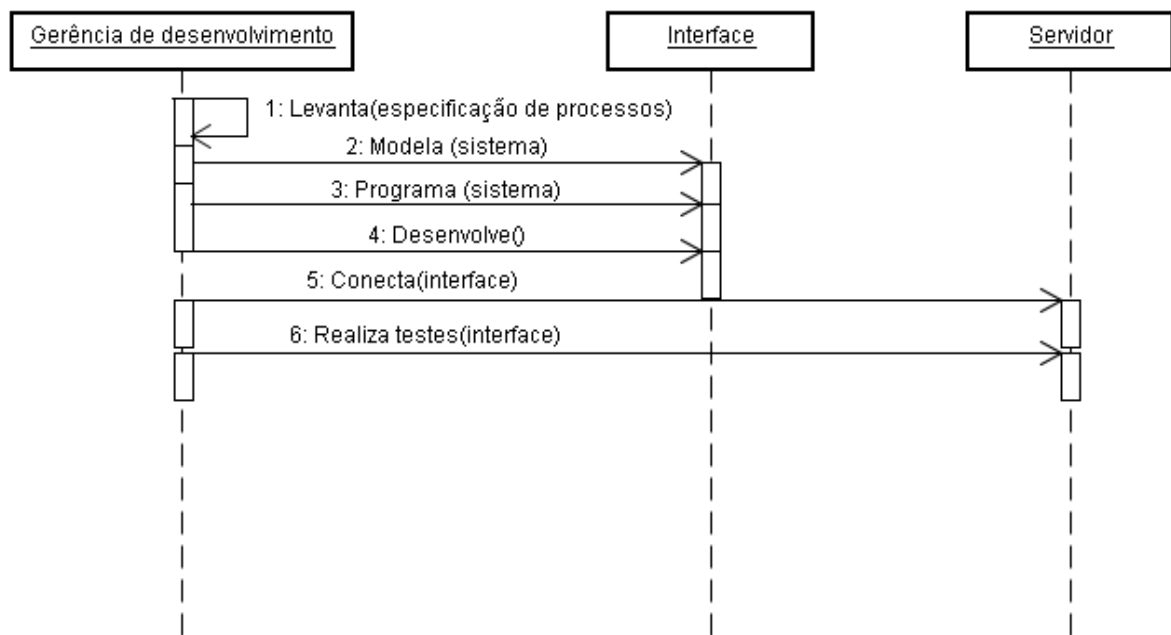 Gerência de desenvolvimento
Interface
Servidor
1: Levanta(especificação de processos)
2: Modela (sistema)
3: Programa (sistema)
4: Desenvolve()
5: Conecta(interface)
6: Realiza testes(interface)